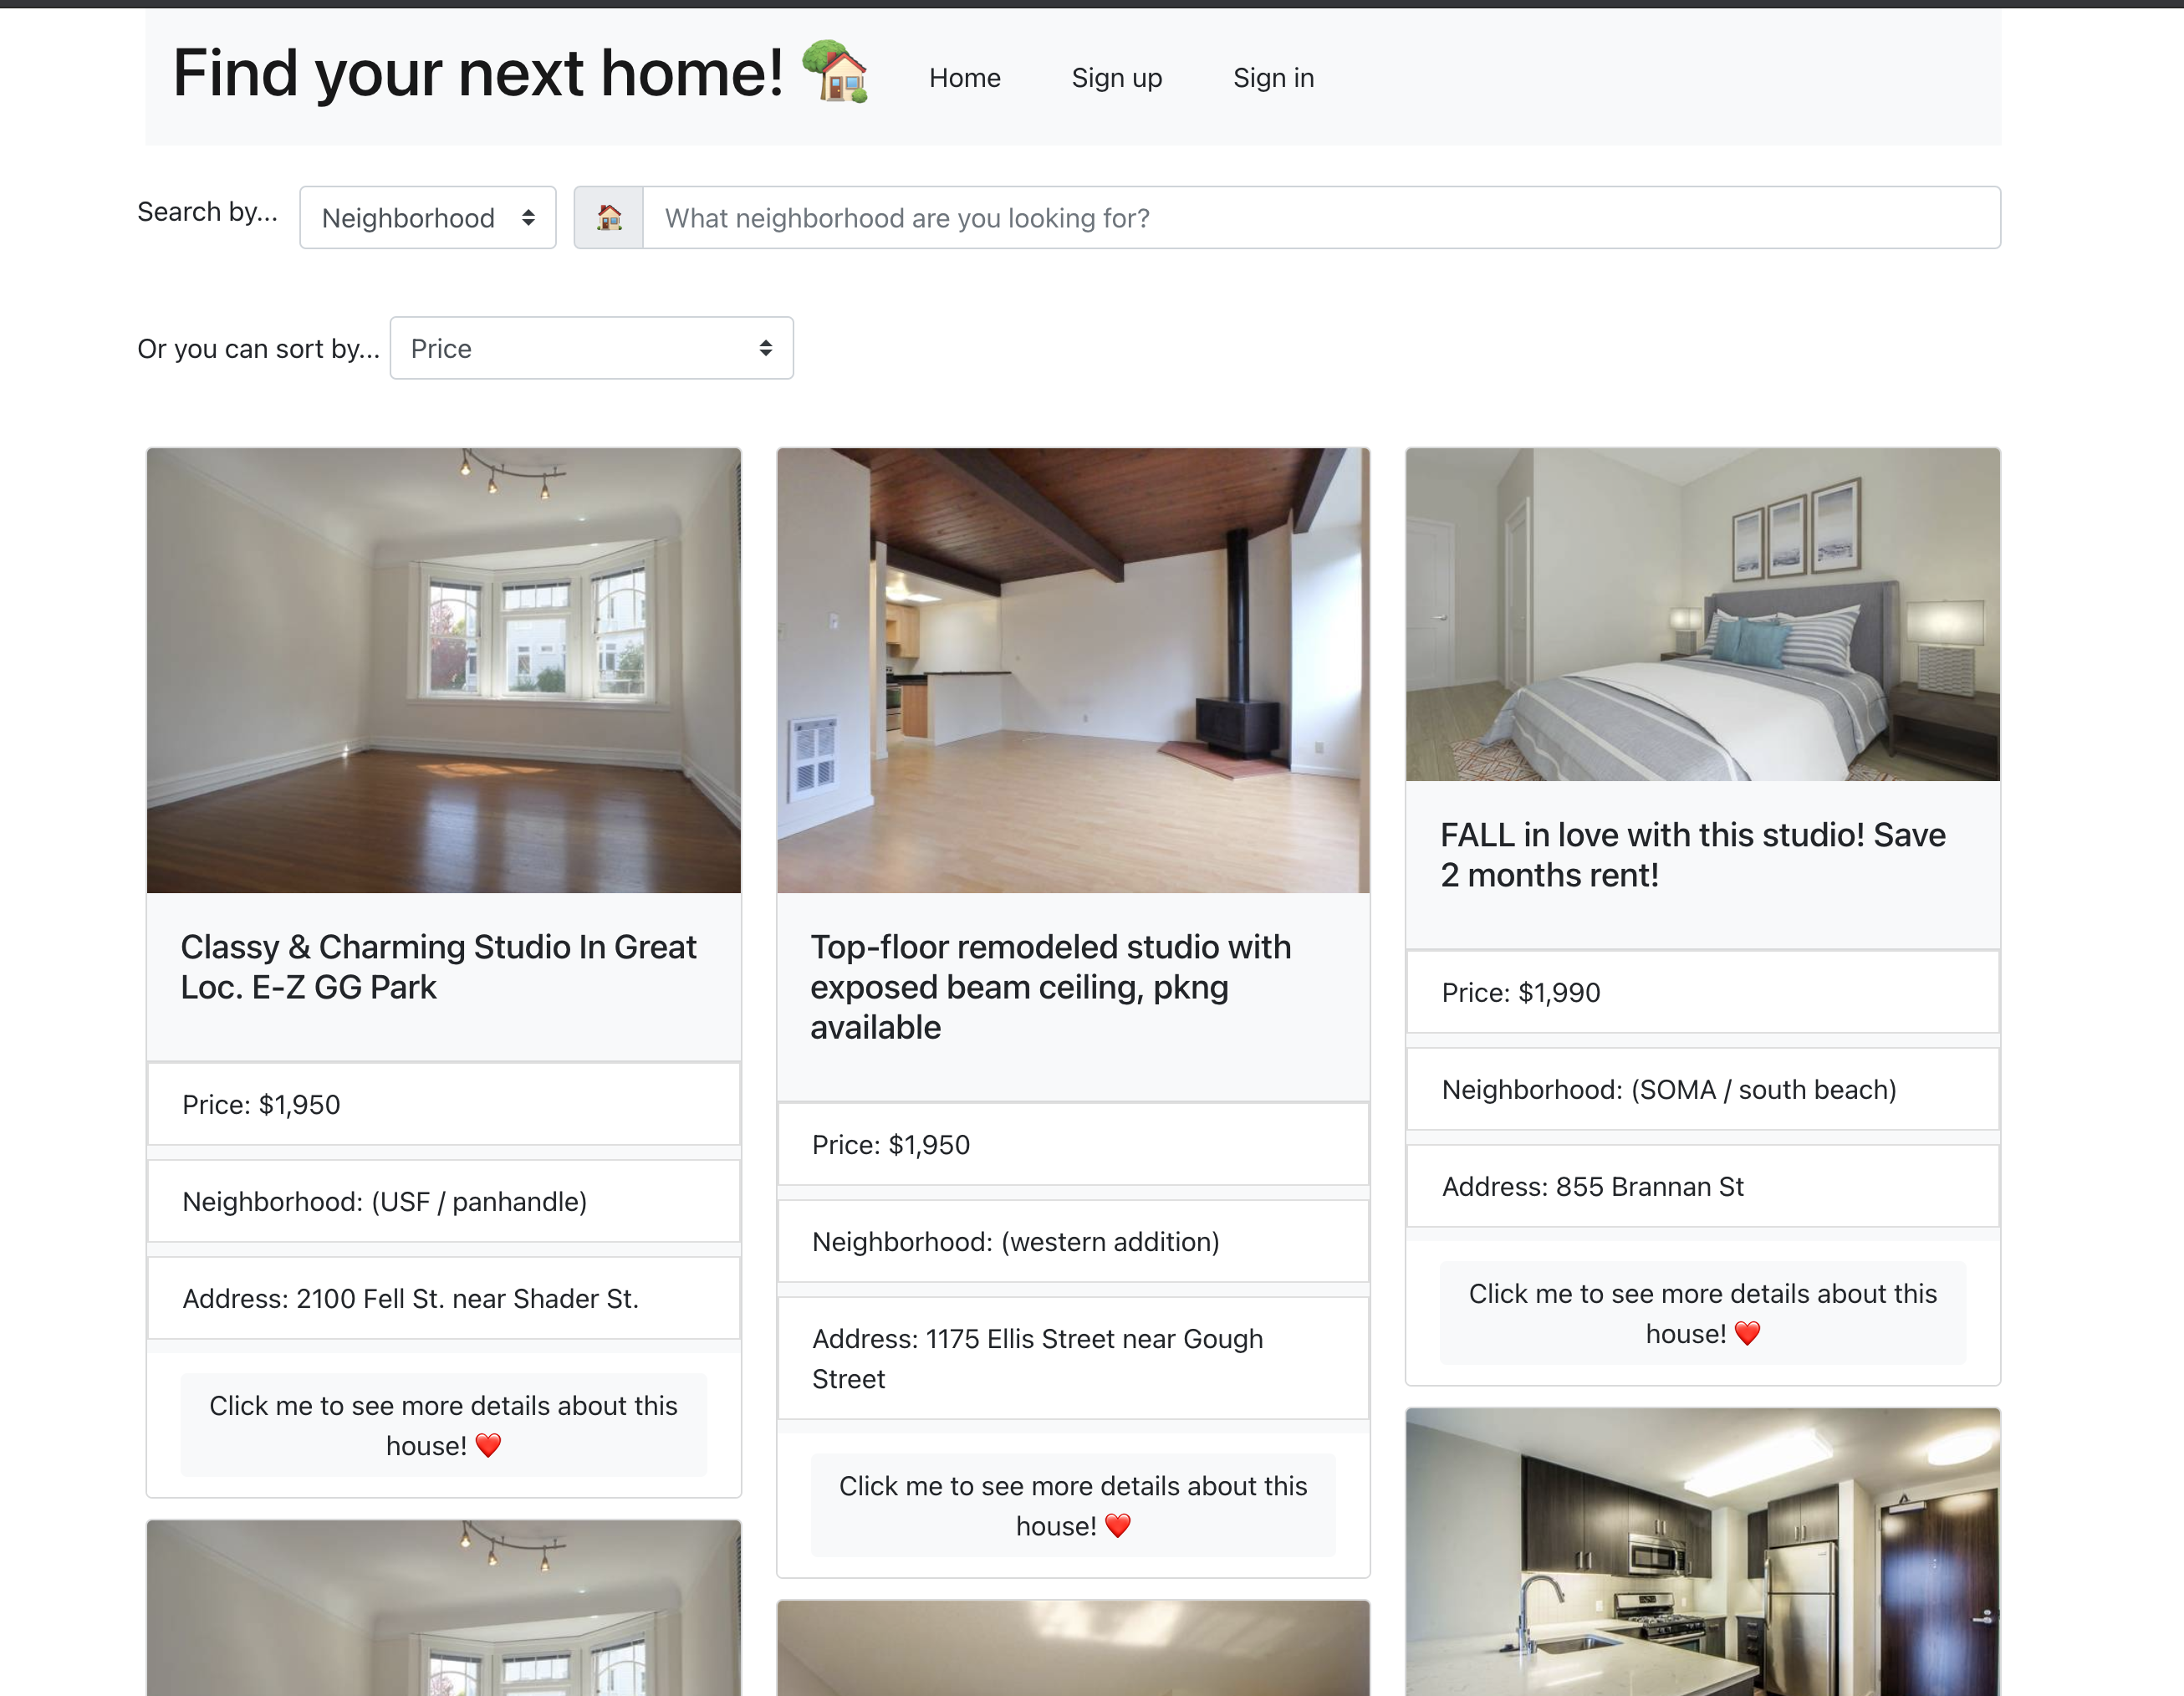 Find your next home! 🏡 Home Sign up Sign in
Search by... Neighborhood 🏡 What neighborhood are you looking for?
Or you can sort by... Price
Classy & Charming Studio In Great
Loc. E-Z GG Park
Price: $1,950
Neighborhood: (USF / panhandle)
Address: 2100 Fell St. near Shader St.
Click me to see more details about this
house! ❤️
Top-floor remodeled studio with
exposed beam ceiling, pkng
available
Price: $1,950
Neighborhood: (western addition)
Address: 1175 Ellis Street near Gough
Street
Click me to see more details about this
house! ❤️
FALL in love with this studio! Save
2 months rent!
Price: $1,990
Neighborhood: (SOMA / south beach)
Address: 855 Brannan St
Click me to see more details about this
house! ❤️